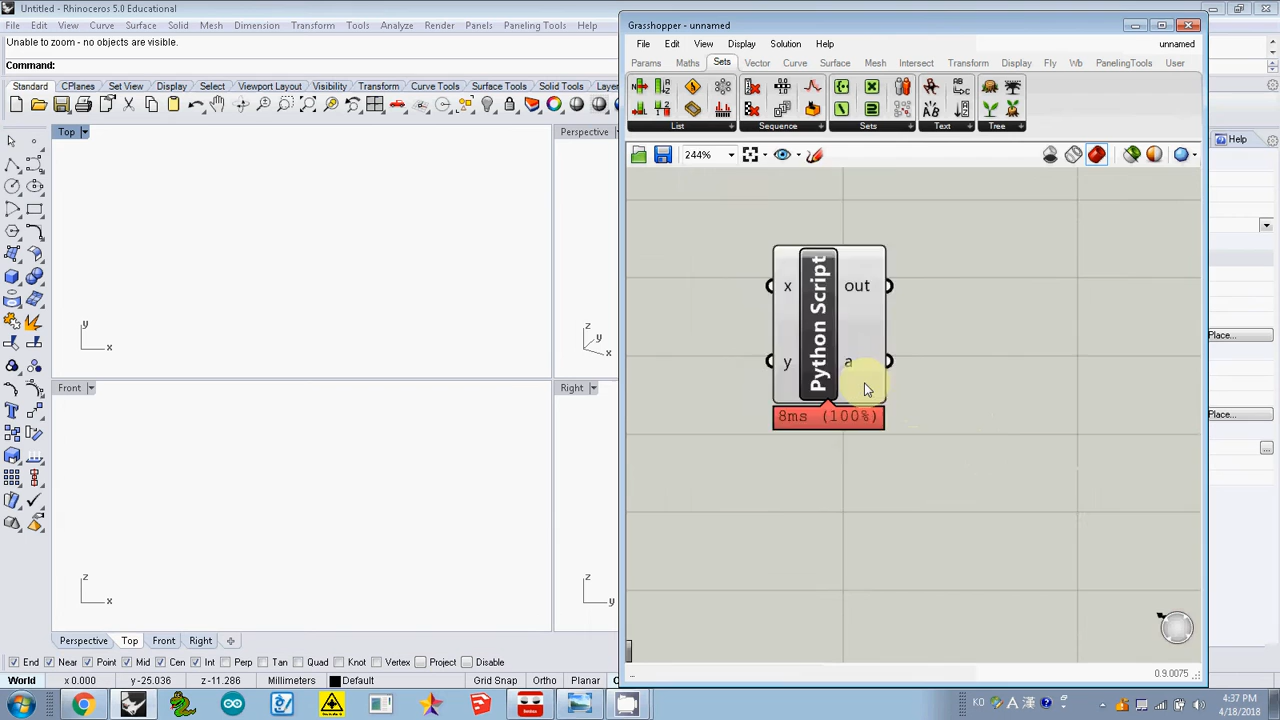 Untitled - Rhinoceros 5.0 Educational
File Edit View Curve Surface Solid Mesh Dimension Transform Tools Analyze Render Panels Paneling Tools Help
Unable to zoom - no objects are visible.
Command:
Standard CPlanes Set View Display Select Viewport Layout Visibility Transform Curve Tools Surface Tools Solid Tools
Top
Perspective
y
x
z
y
x
Front
Right
z
x
z
y
Perspective Top Front Right
End Near Point Mid Cen Int Perp Tan Quad Knot Vertex Project Disable
World x 0.000 y -25.036 z -11.286 Millimeters Default Grid Snap Ortho Planar
Grasshopper - unnamed
File Edit View Display Solution Help unnamed
Params Maths Sets Vector Curve Surface Mesh Intersect Transform Display Fly Wb PanelingTools
List Sequence Sets Text Tree
244%
x
y
Python Script
out
a
8ms (100%)
0.9.0075
Help
Place...
Place...
...
KO A 漢
4:37 PM
4/18/2018